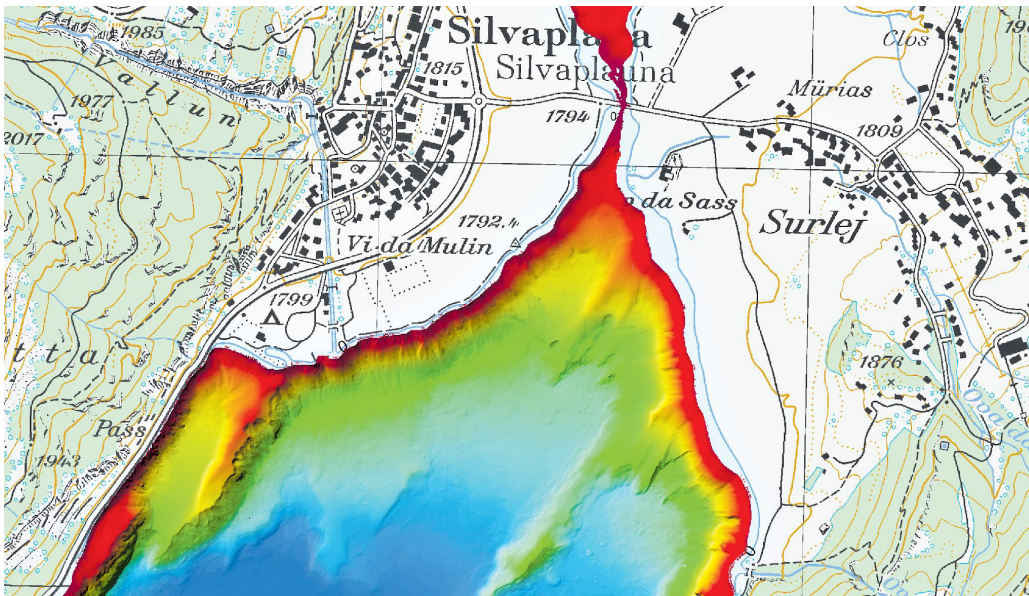 1985
Silvaplana
Silvaplauna
Clos
Vallun
1815
1977
1794
Mürias
1809
2017
da Sass
1792.4
Surlej
Vi da Mulin
1799
1876
Pass
1943